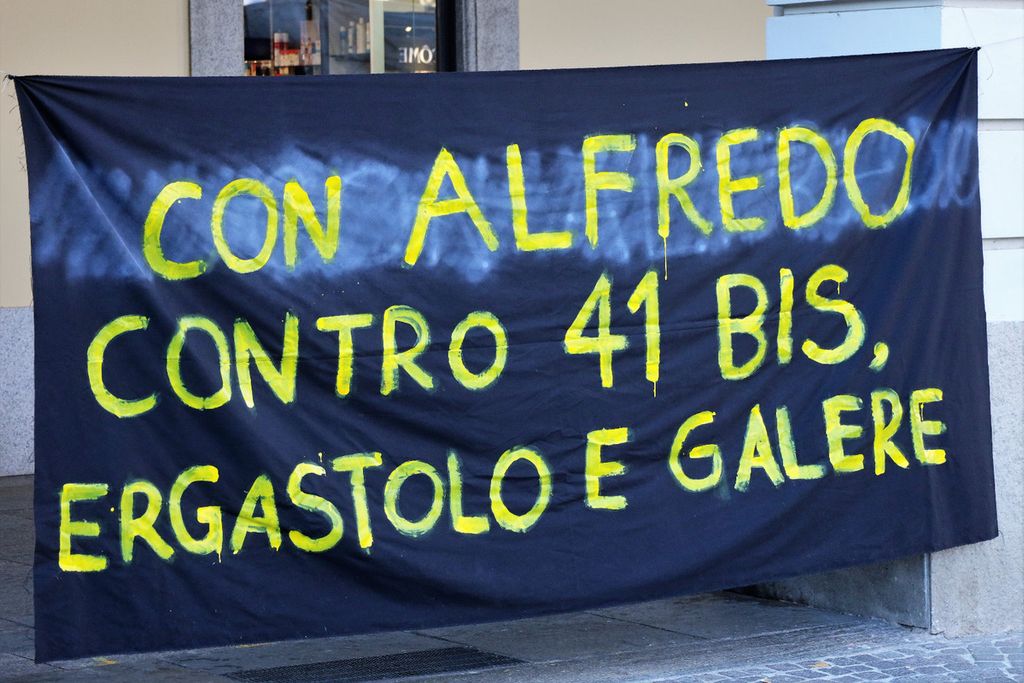 CON ALFREDO
CONTRO 41 BIS,
ERGASTOLO E GALERE